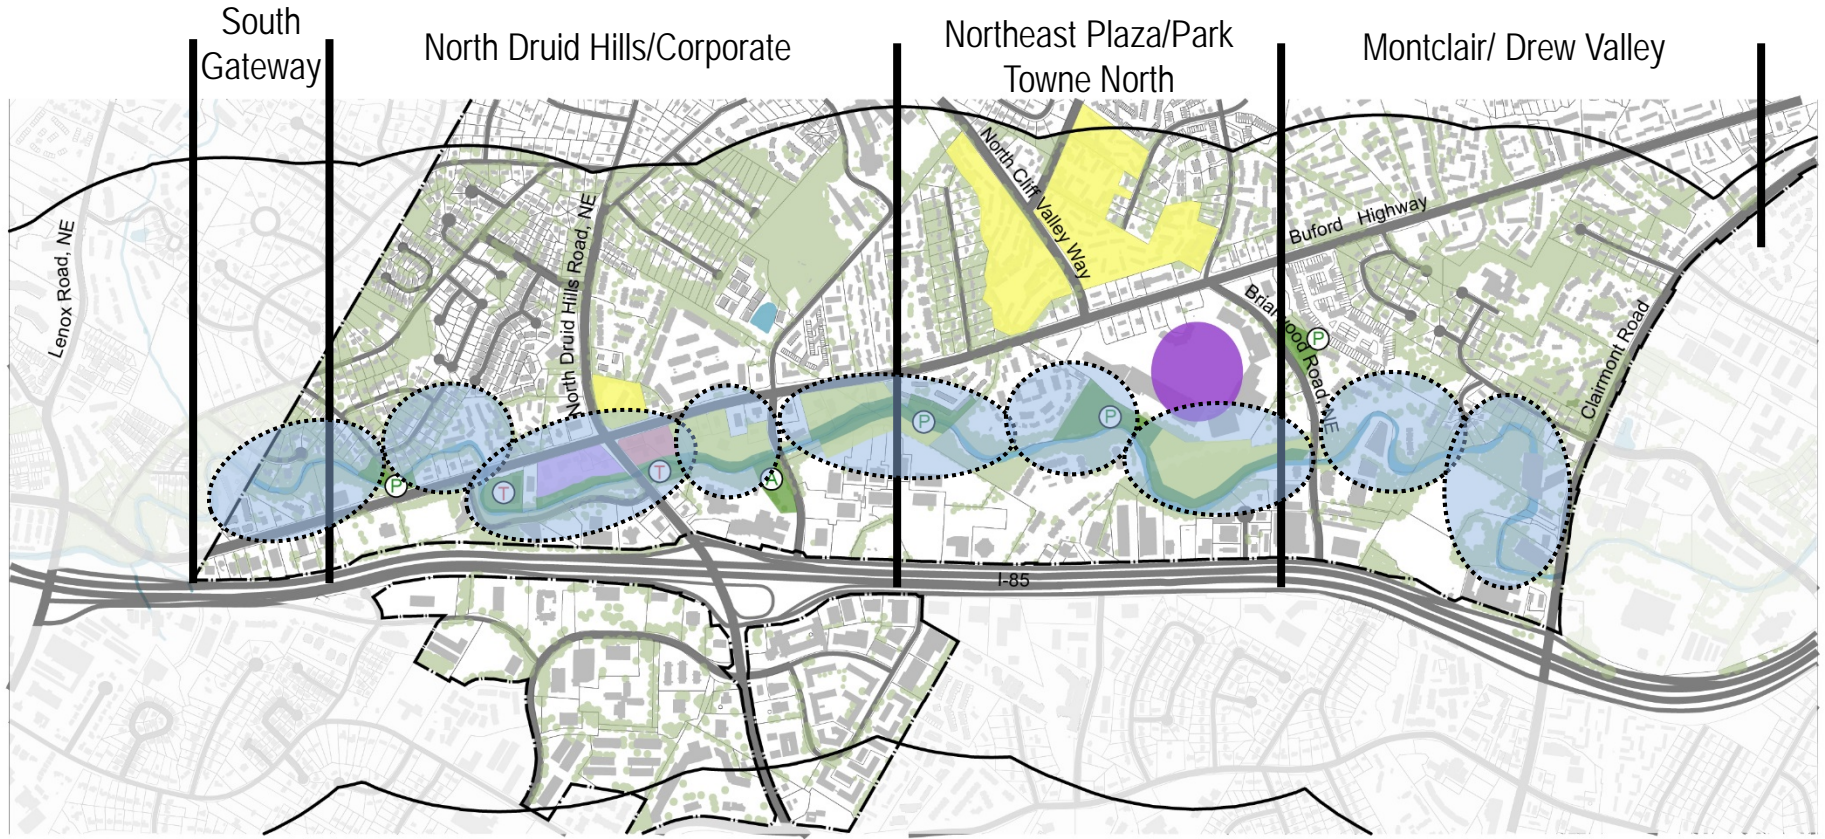 South
Gateway
North Druid Hills/Corporate
Northeast Plaza/Park
Towne North
Montclair/ Drew Valley
Lenox Road, NE
North Druid Hills Road, NE
North Cliff Valley Way
Buford Highway
Briarwood Road, NE
Clairmont Road
P
T
T
A
P
P
P
I-85